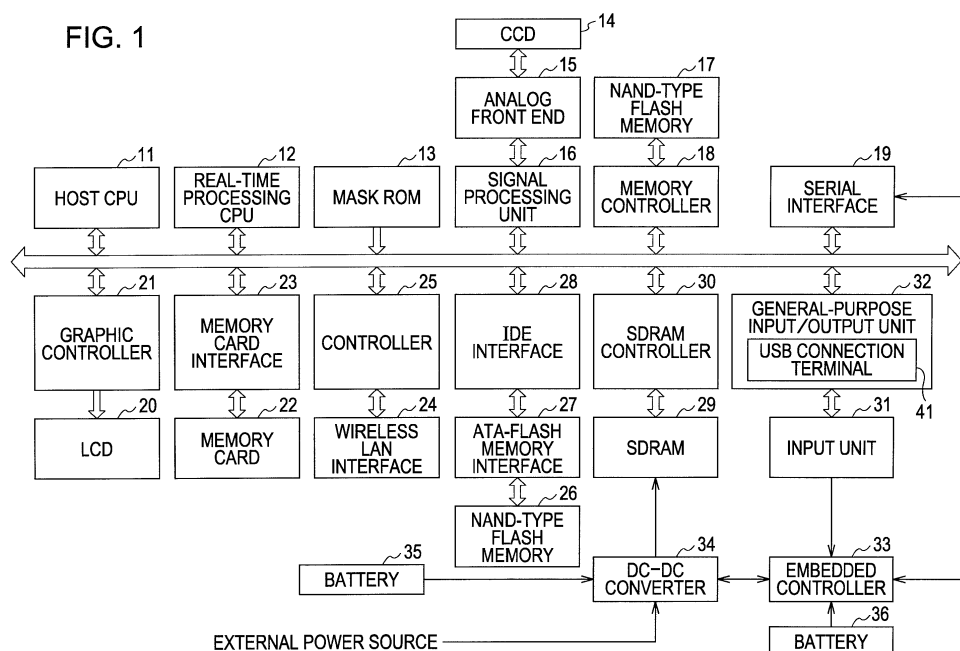 FIG. 1
14
CCD
15
ANALOG
FRONT END
17
NAND-TYPE
FLASH
MEMORY
11
HOST CPU
12
REAL-TIME
PROCESSING
CPU
13
MASK ROM
16
SIGNAL
PROCESSING
UNIT
18
MEMORY
CONTROLLER
19
SERIAL
INTERFACE
21
GRAPHIC
CONTROLLER
23
MEMORY
CARD
INTERFACE
25
CONTROLLER
28
IDE
INTERFACE
30
SDRAM
CONTROLLER
32
GENERAL-PURPOSE
INPUT/OUTPUT UNIT
USB CONNECTION
TERMINAL
41
20
LCD
22
MEMORY
CARD
24
WIRELESS
LAN
INTERFACE
27
ATA-FLASH
MEMORY
INTERFACE
29
SDRAM
31
INPUT UNIT
26
NAND-TYPE
FLASH
MEMORY
35
BATTERY
34
DC-DC
CONVERTER
33
EMBEDDED
CONTROLLER
36
BATTERY
EXTERNAL POWER SOURCE